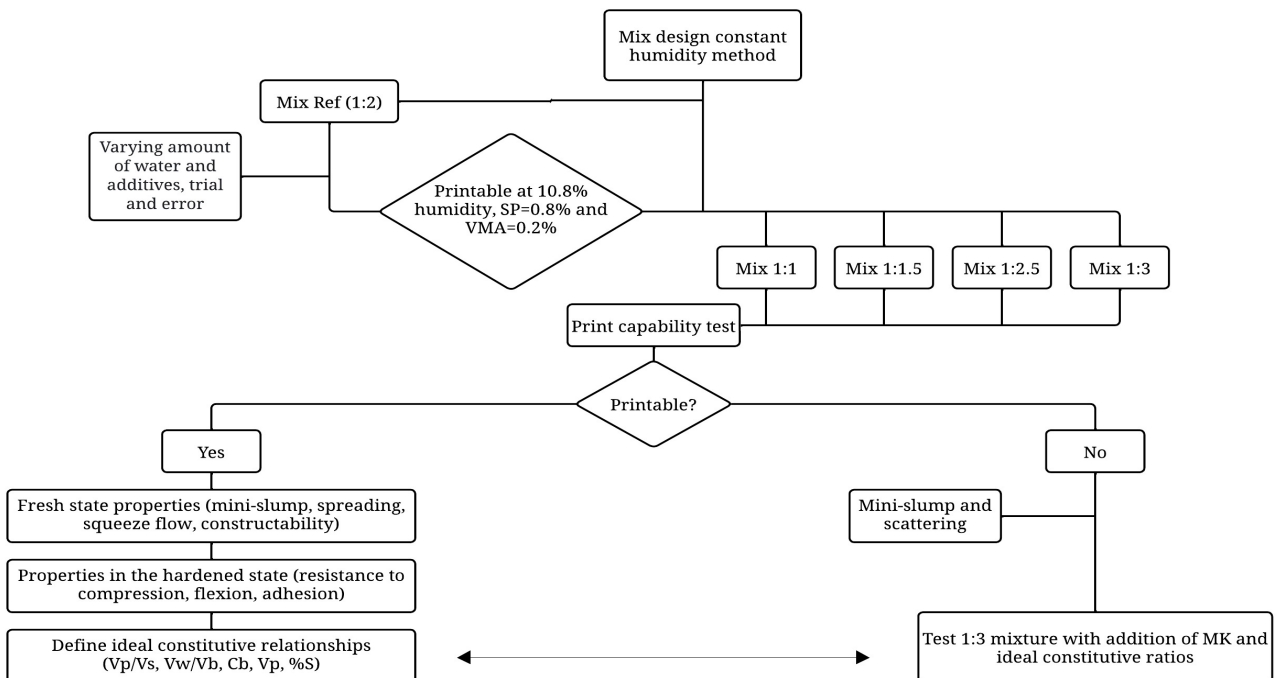 Mix design constant
humidity method
Mix Ref (1:2)
Varying amount
of water and
additives, trial
and error
Printable at 10.8%
humidity, SP=0.8% and
VMA=0.2%
Mix 1:1
Mix 1:1.5
Mix 1:2.5
Mix 1:3
Print capability test
Printable?
Yes
No
Fresh state properties (mini-slump, spreading,
squeeze flow, constructability)
Mini-slump and
scattering
Properties in the hardened state (resistance to
compression, flexion, adhesion)
Define ideal constitutive relationships
(Vp/Vs, Vw/Vb, Cb, Vp, %S)
Test 1:3 mixture with addition of MK and
ideal constitutive ratios